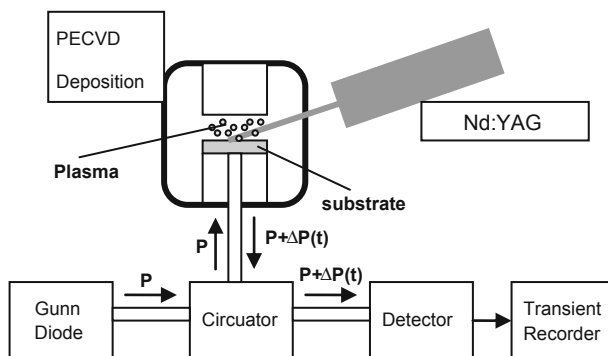 PECVD
Deposition
Nd:YAG
Plasma
substrate
P
P+ΔP(t)
P
P+ΔP(t)
Gunn
Diode
Circuator
Detector
Transient
Recorder